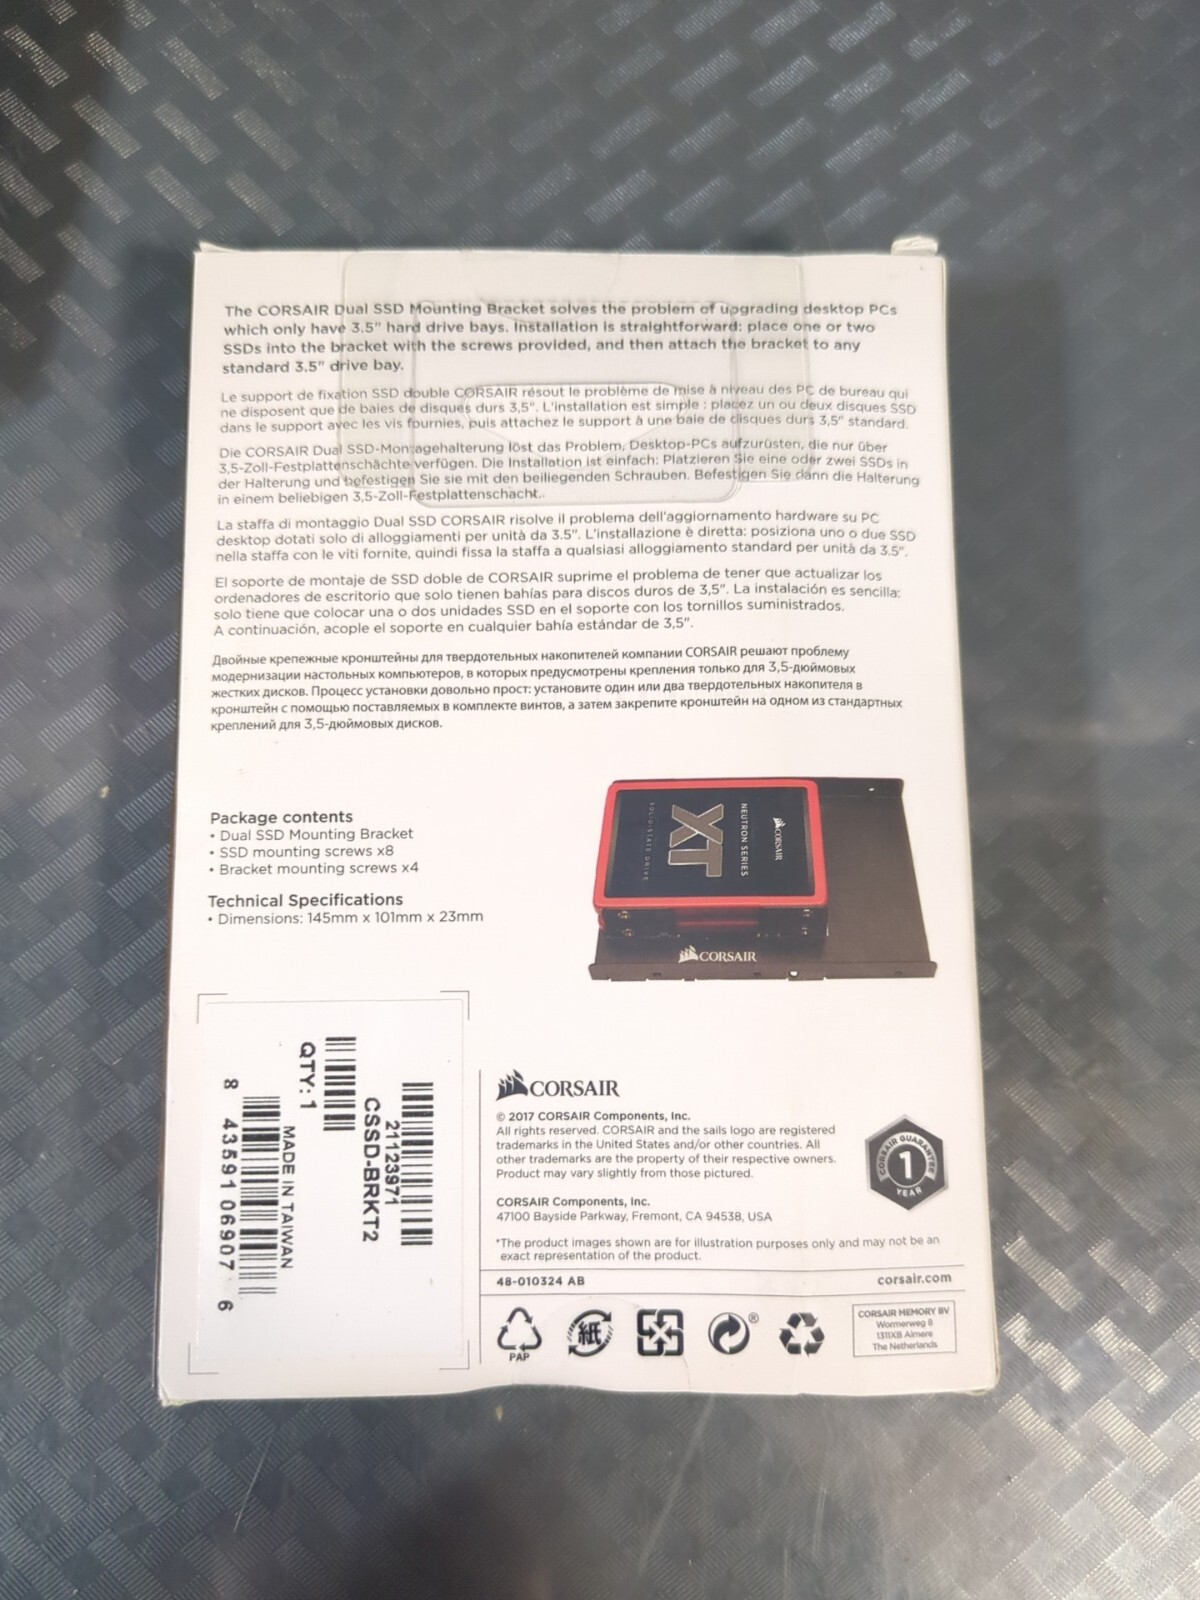 The CORSAIR Dual SSD Mounting Bracket solves the problem of upgrading desktop PCs
which only have 3.5" hard drive bays. Installation is straightforward: place one or two
SSDs into the bracket with the screws provided, and then attach the bracket to any
standard 3.5" drive bay.
Le support de fixation SSD double CORSAIR résout le problème de mise à niveau des PC de bureau qui
ne disposent que de baies de disques durs 3,5". L'installation est simple : placez un ou deux disques SSD
dans le support avec les vis fournies, puis attachez le support à une baie de disques durs 3,5" standard.
Die CORSAIR Dual SSD-Montagehalterung löst das Problem, Desktop-PCs aufzurüsten, die nur über
3,5-Zoll-Festplattenschächte verfügen. Die Installation ist einfach: Platzieren Sie eine oder zwei SSDs in
der Halterung und befestigen Sie sie mit den beiliegenden Schrauben. Befestigen Sie dann die Halterung
in einem beliebigen 3,5-Zoll-Festplattenschacht..
La staffa di montaggio Dual SSD CORSAIR risolve il problema dell'aggiornamento hardware su PC
desktop dotati solo di alloggiamenti per unità da 3.5". L'installazione è diretta: posiziona uno o due SSD
nella staffa con le viti fornite, quindi fissa la staffa a qualsiasi alloggiamento standard per unità da 3.5".
El soporte de montaje de SSD doble de CORSAIR suprime el problema de tener que actualizar los
ordenadores de escritorio que solo tienen bahías para discos duros de 3,5". La instalación es sencilla:
solo tiene que colocar una o dos unidades SSD en el soporte con los tornillos suministrados.
A continuación, acople el soporte en cualquier bahía estándar de 3,5".
Двойные крепежные кронштейны для твердотельных накопителей компании CORSAIR решают проблему
модернизации настольных компьютеров, в которых предусмотрены крепления только для 3,5-дюймовых
жестких дисков. Процесс установки довольно прост: установите один или два твердотельных накопителя в
кронштейн с помощью поставляемых в комплекте винтов, а затем закрепите кронштейн на одном из стандартных
креплений для 3,5-дюймовых дисков.
Package contents
• Dual SSD Mounting Bracket
• SSD mounting screws x8
• Bracket mounting screws x4
Technical Specifications
• Dimensions: 145mm x 101mm x 23mm
CORSAIR
NEUTRON SERIES
XT
SOLID-STATE DRIVE
CORSAIR
21123971
CSSD-BRKT2
QTY: 1
MADE IN TAIWAN
8 43591 06907 6
CORSAIR
© 2017 CORSAIR Components, Inc.
All rights reserved. CORSAIR and the sails logo are registered
trademarks in the United States and/or other countries. All
other trademarks are the property of their respective owners.
Product may vary slightly from those pictured.
CORSAIR GUARANTEE
1
YEAR
CORSAIR Components, Inc.
47100 Bayside Parkway, Fremont, CA 94538, USA
*The product images shown are for illustration purposes only and may not be an
exact representation of the product.
48-010324 AB
corsair.com
PAP
紙
®
CORSAIR MEMORY BV
Wormerweg 8
1311XB Almere
The Netherlands